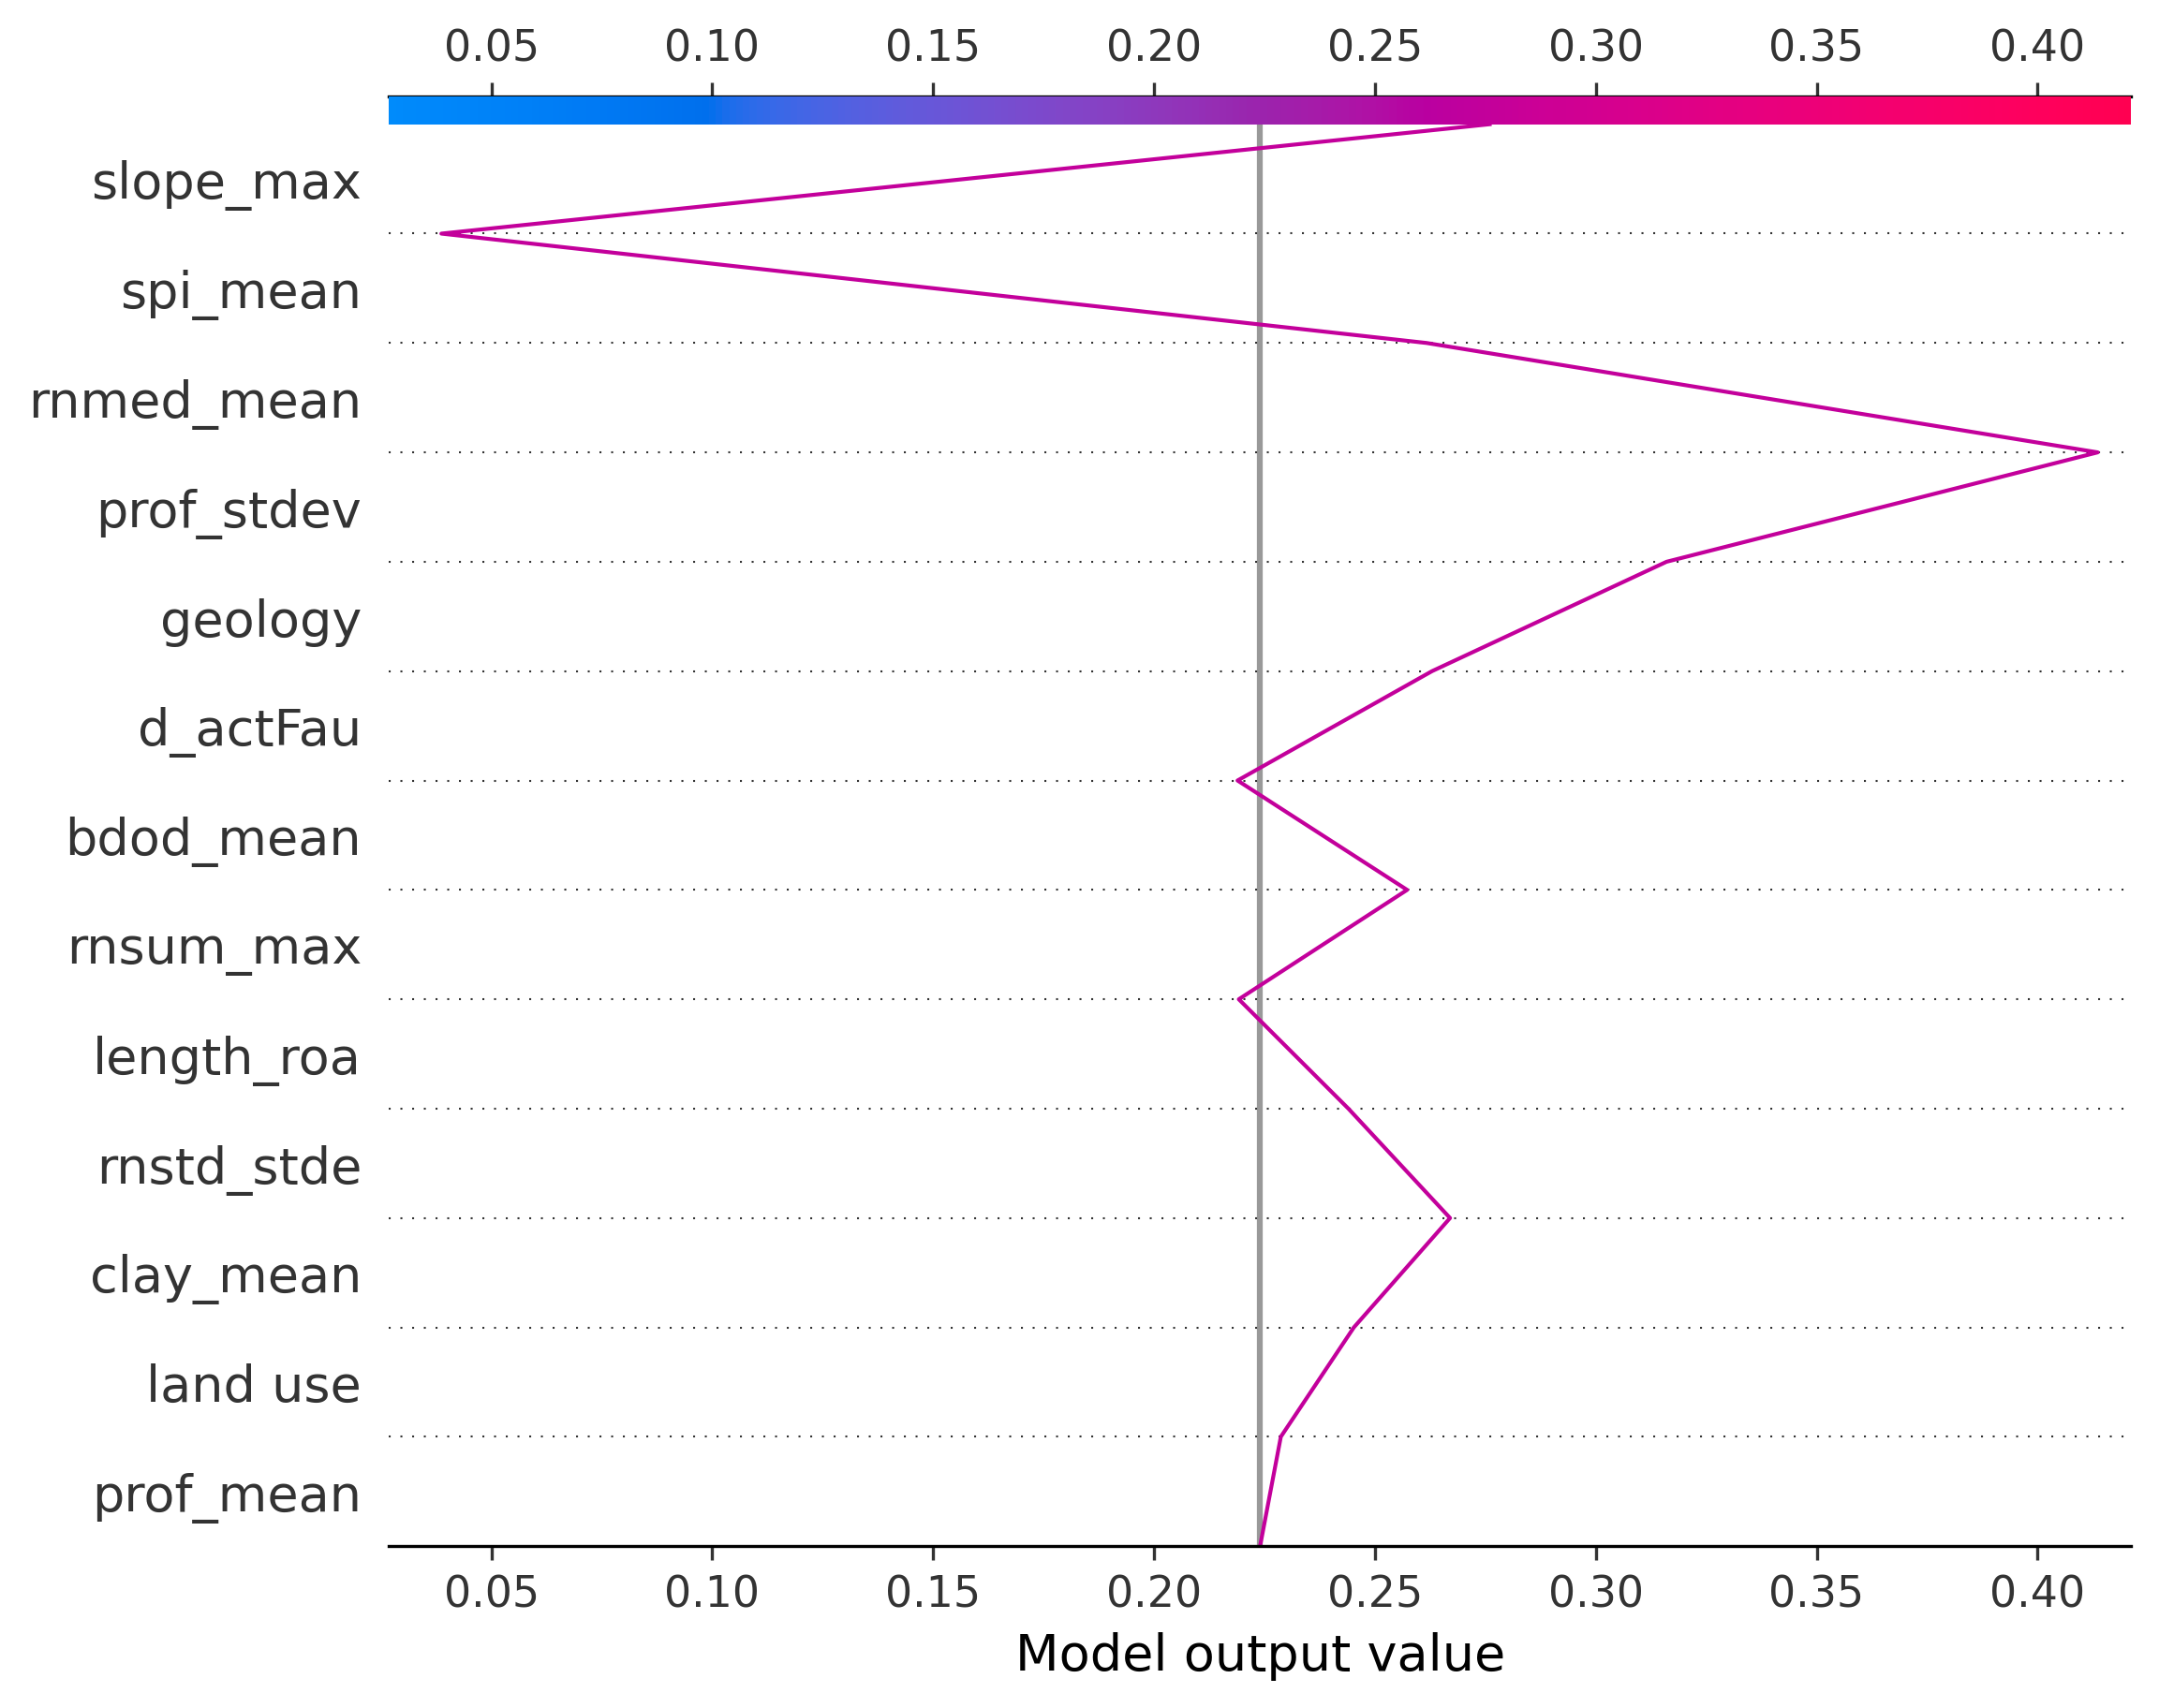 0.05 0.10 0.15 0.20 0.25 0.30 0.35 0.40
slope_max
spi_mean
rnmed_mean
prof_stdev
geology
d_actFau
bdod_mean
rnsum_max
length_roa
rnstd_stde
clay_mean
land use
prof_mean
0.05 0.10 0.15 0.20 0.25 0.30 0.35 0.40
Model output value